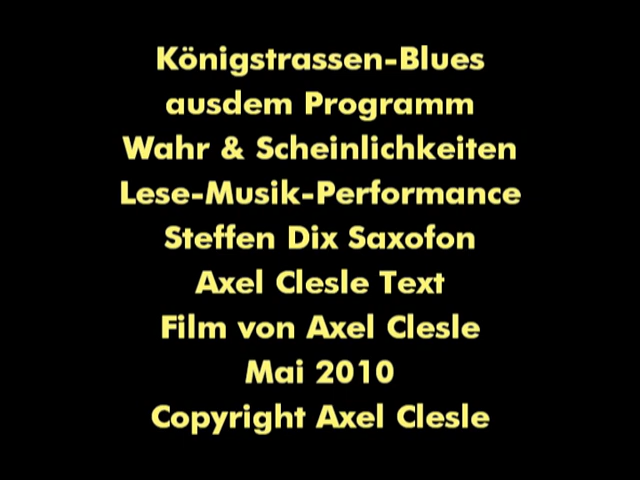 Königstrassen-Blues
ausdem Programm
Wahr & Scheinlichkeiten
Lese-Musik-Performance
Steffen Dix Saxofon
Axel Clesle Text
Film von Axel Clesle
Mai 2010
Copyright Axel Clesle